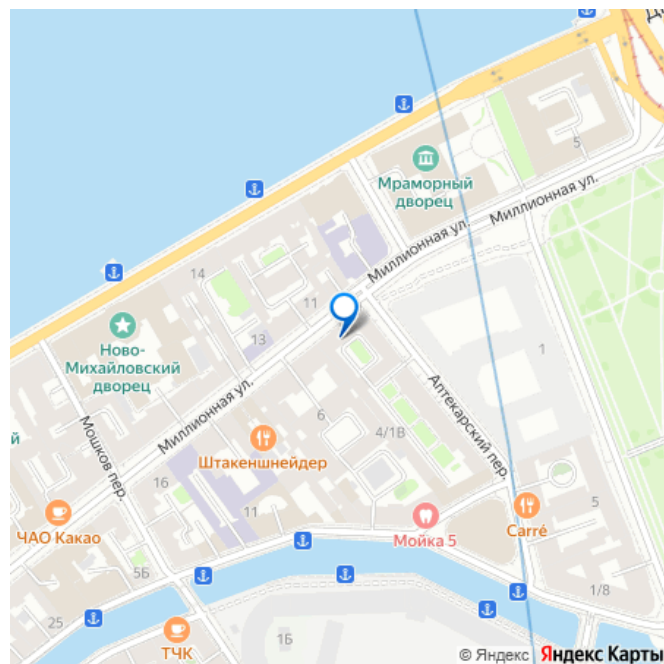 Д
5
Мраморный
дворец
Миллионная ул.
Миллионная ул.
14
11
13
Ново-
Михайловский
дворец
1
Миллионная ул.
Аптекарский пер.
й
Мошков пер.
6
4/1В
Штакеншнейдер
16
11
ЧАО Какао
Мойка 5
Carré
5
5Б
1/8
25
ТЧК
1Б
© Яндекс Яндекс Карты